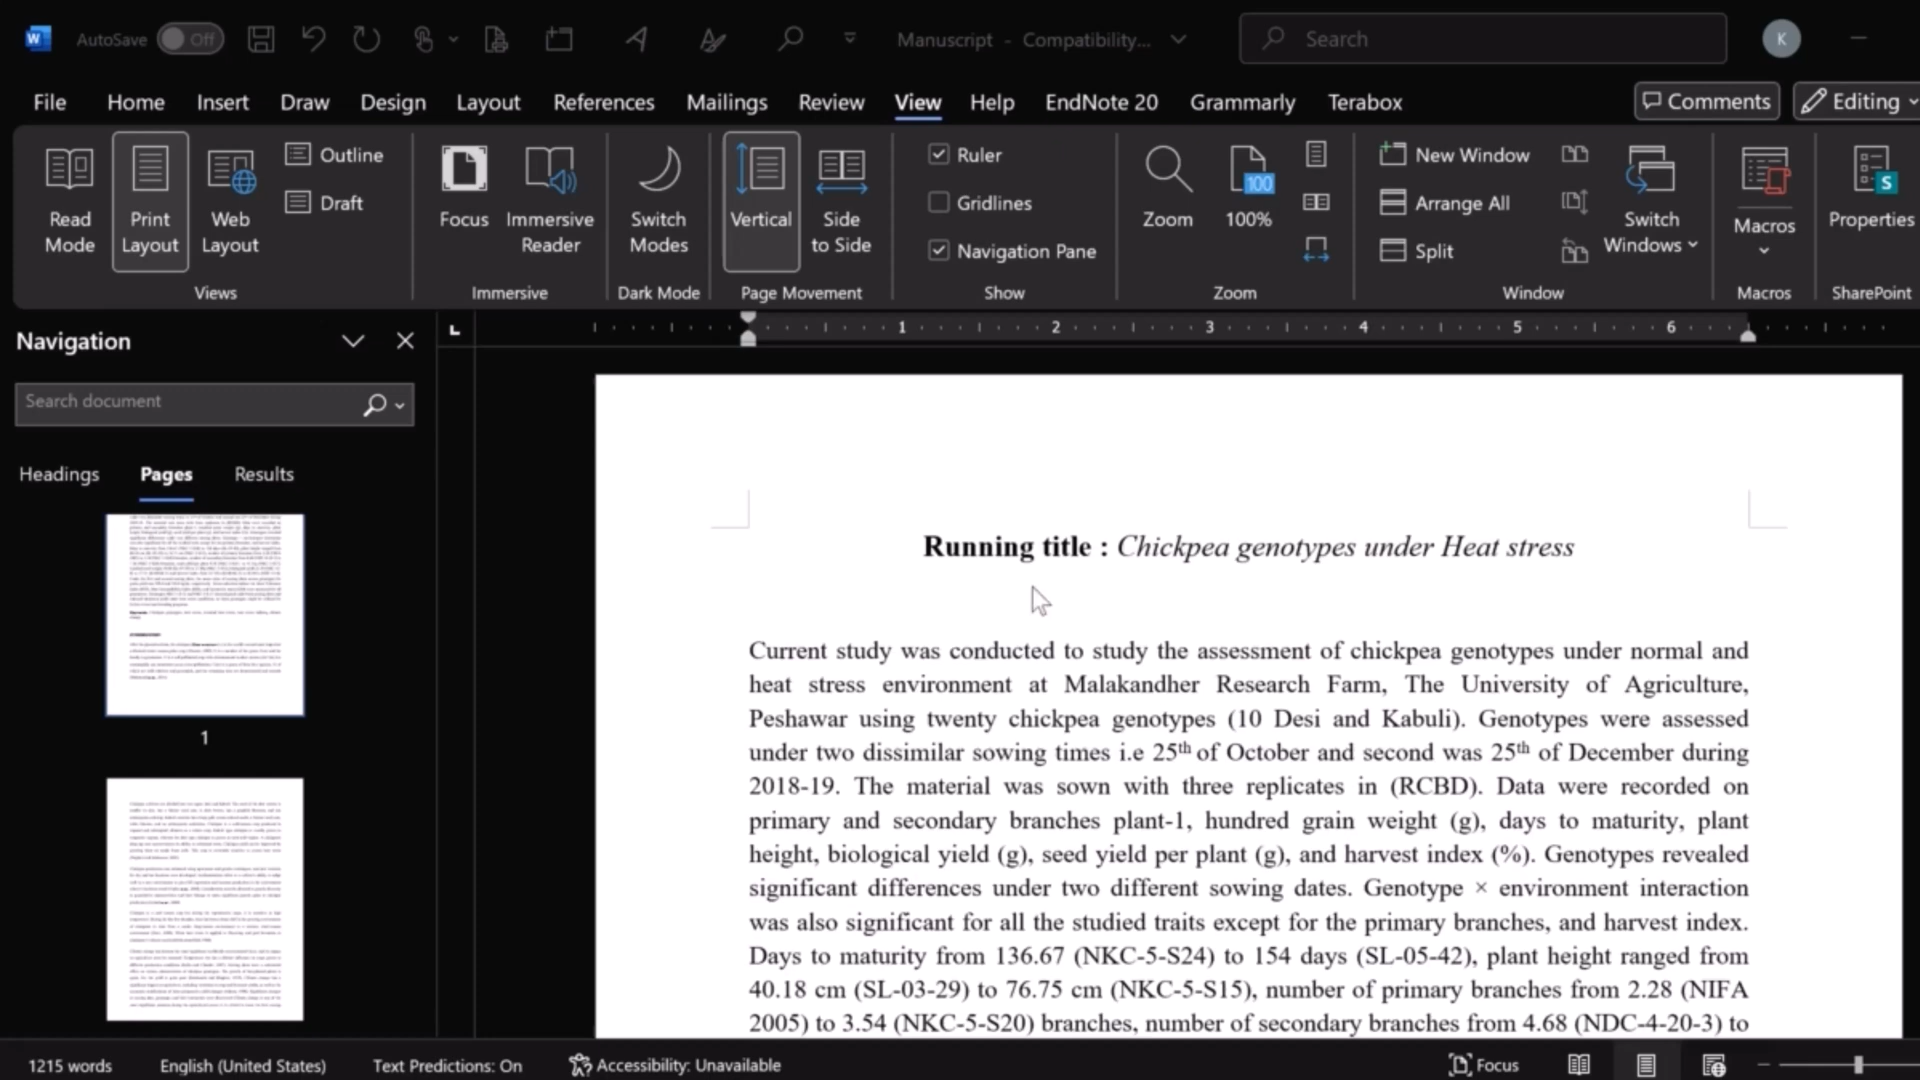 AutoSave Off Manuscript - Compatibility... Search K
File Home Insert Draw Design Layout References Mailings Review View Help EndNote 20 Grammarly Terabox Comments Editing
Read Mode
Print Layout
Web Layout
Outline
Draft
Views
Focus
Immersive Reader
Immersive
Switch Modes
Dark Mode
Vertical
Side to Side
Page Movement
Ruler
Gridlines
Navigation Pane
Show
Zoom
100
100%
Zoom
New Window
Arrange All
Split
Switch Windows
Window
Macros
Macros
S
Properties
SharePoint
Navigation
Search document
Headings Pages Results
1
L
1 2 3 4 5 6
Running title : Chickpea genotypes under Heat stress
Current study was conducted to study the assessment of chickpea genotypes under normal and
heat stress environment at Malakandher Research Farm, The University of Agriculture,
Peshawar using twenty chickpea genotypes (10 Desi and Kabuli). Genotypes were assessed
under two dissimilar sowing times i.e 25th of October and second was 25th of December during
2018-19. The material was sown with three replicates in (RCBD). Data were recorded on
primary and secondary branches plant-1, hundred grain weight (g), days to maturity, plant
height, biological yield (g), seed yield per plant (g), and harvest index (%). Genotypes revealed
significant differences under two different sowing dates. Genotype × environment interaction
was also significant for all the studied traits except for the primary branches, and harvest index.
Days to maturity from 136.67 (NKC-5-S24) to 154 days (SL-05-42), plant height ranged from
40.18 cm (SL-03-29) to 76.75 cm (NKC-5-S15), number of primary branches from 2.28 (NIFA
2005) to 3.54 (NKC-5-S20) branches, number of secondary branches from 4.68 (NDC-4-20-3) to
1215 words English (United States) Text Predictions: On Accessibility: Unavailable Focus